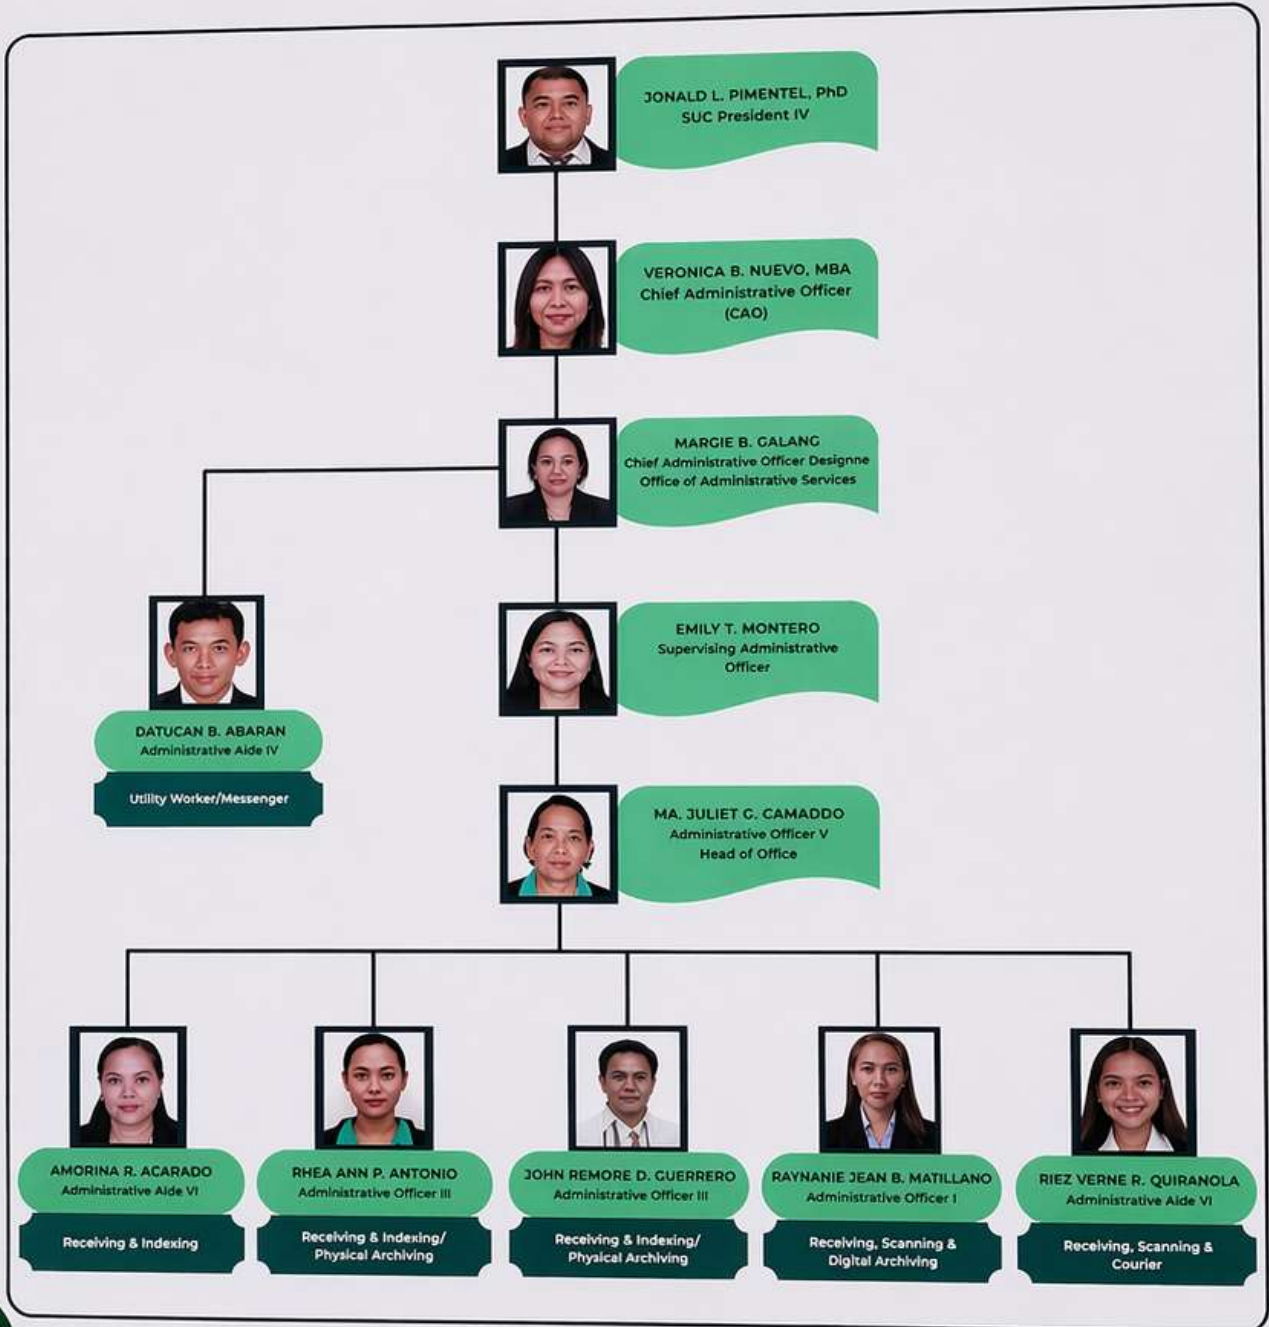 JONALD L. PIMENTEL, PhD
SUC President IV
VERONICA B. NUEVO, MBA
Chief Administrative Officer
(CAO)
MARGIE B. GALANG
Chief Administrative Officer Designne
Office of Administrative Services
EMILY T. MONTERO
Supervising Administrative
Officer
DATUCAN B. ABARAN
Administrative Aide IV
Utility Worker/Messenger
MA. JULIET G. CAMADDO
Administrative Officer V
Head of Office
AMORINA R. ACARADO
Administrative Aide VI
Receiving & Indexing
RHEA ANN P. ANTONIO
Administrative Officer III
Receiving & Indexing/
Physical Archiving
JOHN REMORE D. GUERRERO
Administrative Officer III
Receiving & Indexing/
Physical Archiving
RAYNANIE JEAN B. MATILLANO
Administrative Officer I
Receiving, Scanning &
Digital Archiving
RIEZ VERNE R. QUIRANOLA
Administrative Aide VI
Receiving, Scanning &
Courier